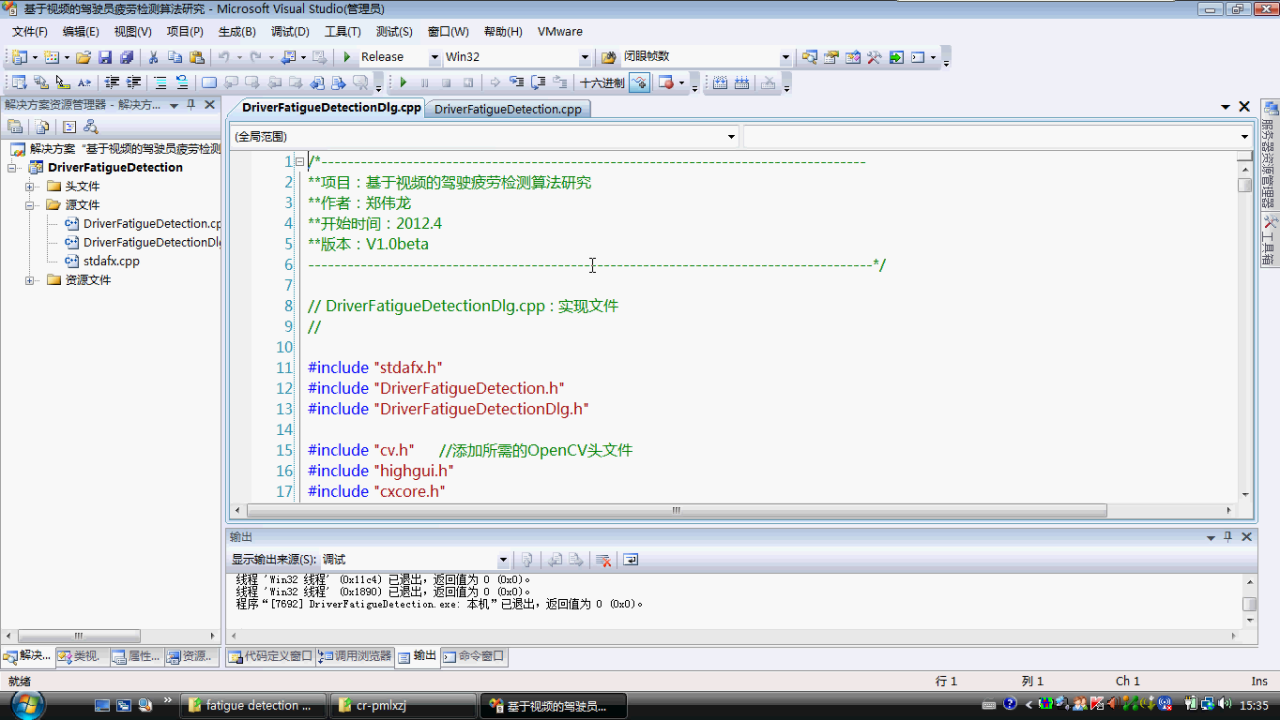 基于视频的驾驶员疲劳检测算法研究 - Microsoft Visual Studio(管理员)
文件(F) 编辑(E) 视图(V) 项目(P) 生成(B) 调试(D) 工具(T) 测试(S) 窗口(W) 帮助(H) VMware
Release Win32 闭眼帧数
十六进制
解决方案资源管理器 - 解决方...
DriverFatigueDetectionDlg.cpp DriverFatigueDetection.cpp
(全局范围)
解决方案 "基于视频的驾驶员疲劳检测
DriverFatigueDetection
头文件
源文件
DriverFatigueDetection.cp
DriverFatigueDetectionDlg
stdafx.cpp
资源文件
1 /*-----------------------------------------------------------------------------------
2 **项目：基于视频的驾驶疲劳检测算法研究
3 **作者：郑伟龙
4 **开始时间：2012.4
5 **版本：V1.0beta
6 --------------------------------------------------------------------------------------*/
7
8 // DriverFatigueDetectionDlg.cpp : 实现文件
9 //
10
11 #include "stdafx.h"
12 #include "DriverFatigueDetection.h"
13 #include "DriverFatigueDetectionDlg.h"
14
15 #include "cv.h" //添加所需的OpenCV头文件
16 #include "highgui.h"
17 #include "cxcore.h"
服务器资源管理器
工具箱
输出
显示输出来源(S): 调试
线程 'Win32 线程' (0x11c4) 已退出，返回值为 0 (0x0)。
线程 'Win32 线程' (0x1890) 已退出，返回值为 0 (0x0)。
程序“[7692] DriverFatigueDetection.exe: 本机”已退出，返回值为 0 (0x0)。
解决... 类视... 属性... 资源... 代码定义窗口 调用浏览器 输出 命令窗口
就绪 行 1 列 1 Ch 1 Ins
fatigue detection ... cr-pmlxzj 基于视频的驾驶员... 15:35